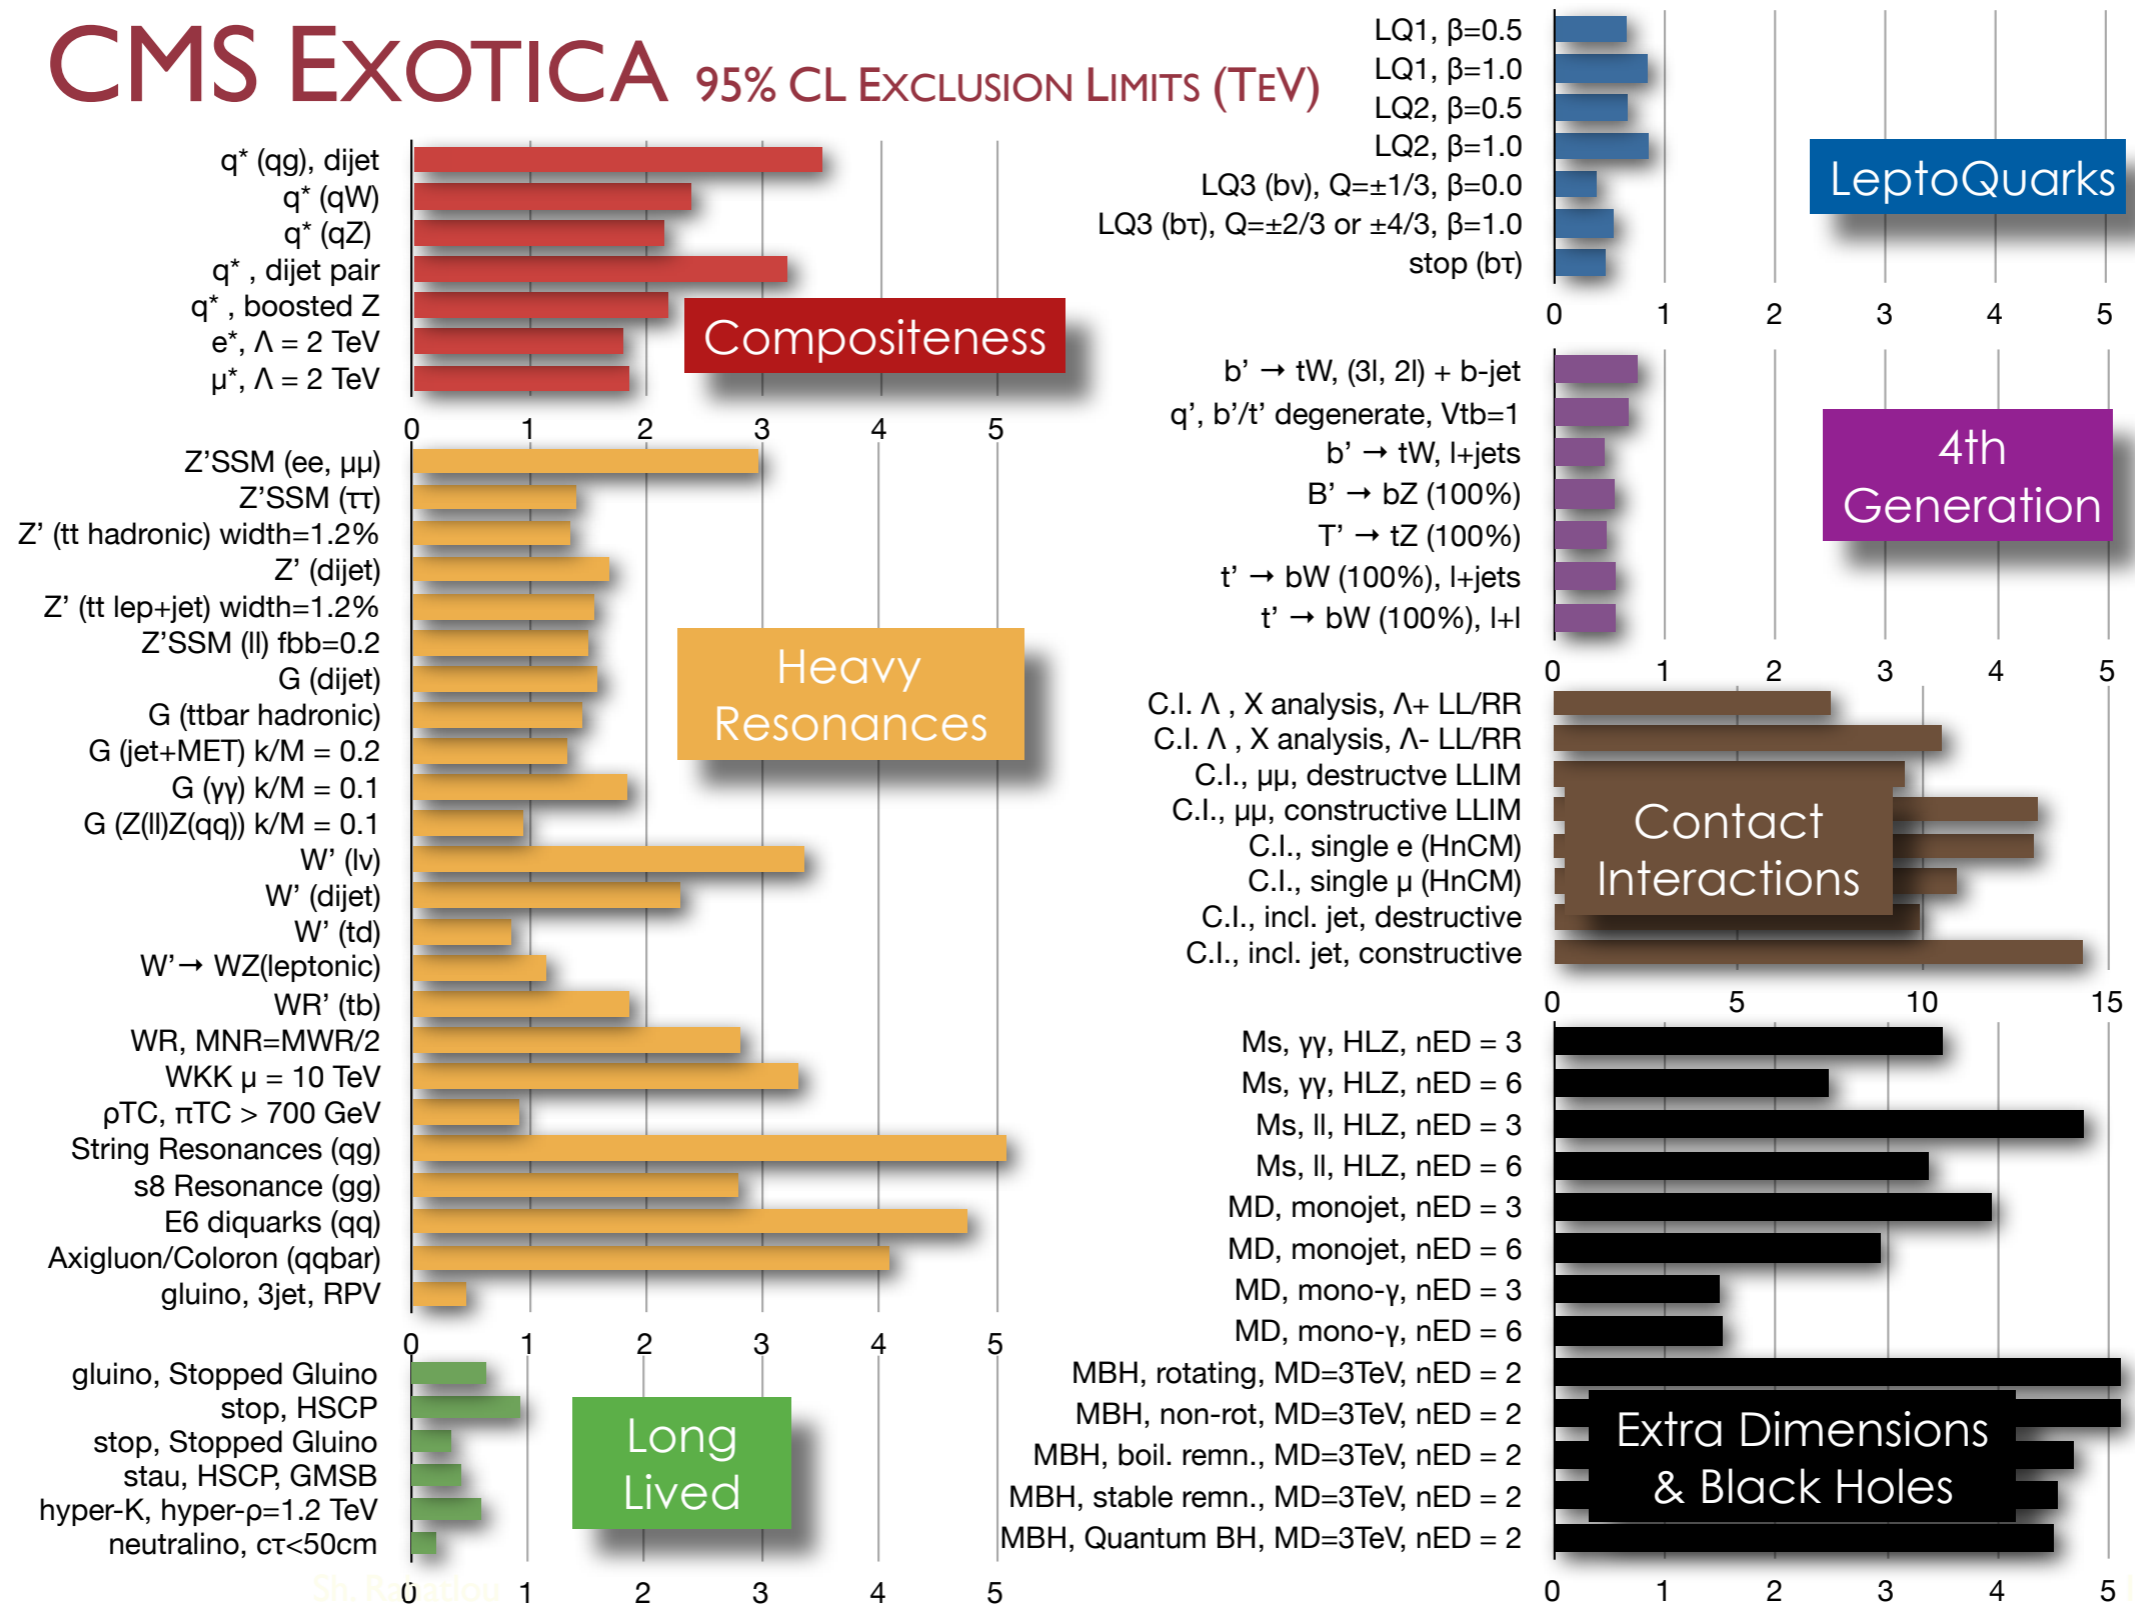 CMS EXOTICA 95% CL EXCLUSION LIMITS (TEV)
q* (qg), dijet
q* (qW)
q* (qZ)
q* , dijet pair
q* , boosted Z
e*, Λ = 2 TeV
μ*, Λ = 2 TeV
Compositeness
0 1 2 3 4 5
Z’SSM (ee, μμ)
Z’SSM (ττ)
Z’ (tt hadronic) width=1.2%
Z’ (dijet)
Z’ (tt lep+jet) width=1.2%
Z’SSM (ll) fbb=0.2
G (dijet)
G (ttbar hadronic)
G (jet+MET) k/M = 0.2
G (γγ) k/M = 0.1
G (Z(ll)Z(qq)) k/M = 0.1
W’ (lν)
W’ (dijet)
W’ (td)
W’→ WZ(leptonic)
WR’ (tb)
WR, MNR=MWR/2
WKK μ = 10 TeV
ρTC, πTC > 700 GeV
String Resonances (qg)
s8 Resonance (gg)
E6 diquarks (qq)
Axigluon/Coloron (qqbar)
gluino, 3jet, RPV
Heavy
Resonances
0 1 2 3 4 5
gluino, Stopped Gluino
stop, HSCP
stop, Stopped Gluino
stau, HSCP, GMSB
hyper-K, hyper-ρ=1.2 TeV
neutralino, cτ<50cm
Long
Lived
0 1 2 3 4 5
LQ1, β=0.5
LQ1, β=1.0
LQ2, β=0.5
LQ2, β=1.0
LQ3 (bν), Q=±1/3, β=0.0
LQ3 (bτ), Q=±2/3 or ±4/3, β=1.0
stop (bτ)
LeptoQuarks
0 1 2 3 4 5
b’ → tW, (3l, 2l) + b-jet
q’, b’/t’ degenerate, Vtb=1
b’ → tW, l+jets
B’ → bZ (100%)
T’ → tZ (100%)
t’ → bW (100%), l+jets
t’ → bW (100%), l+l
4th
Generation
0 1 2 3 4 5
C.I. Λ , X analysis, Λ+ LL/RR
C.I. Λ , X analysis, Λ- LL/RR
C.I., μμ, destructve LLIM
C.I., μμ, constructive LLIM
C.I., single e (HnCM)
C.I., single μ (HnCM)
C.I., incl. jet, destructive
C.I., incl. jet, constructive
Contact
Interactions
0 5 10 15
Ms, γγ, HLZ, nED = 3
Ms, γγ, HLZ, nED = 6
Ms, ll, HLZ, nED = 3
Ms, ll, HLZ, nED = 6
MD, monojet, nED = 3
MD, monojet, nED = 6
MD, mono-γ, nED = 3
MD, mono-γ, nED = 6
MBH, rotating, MD=3TeV, nED = 2
MBH, non-rot, MD=3TeV, nED = 2
MBH, boil. remn., MD=3TeV, nED = 2
MBH, stable remn., MD=3TeV, nED = 2
MBH, Quantum BH, MD=3TeV, nED = 2
Extra Dimensions
& Black Holes
0 1 2 3 4 5
Sh.